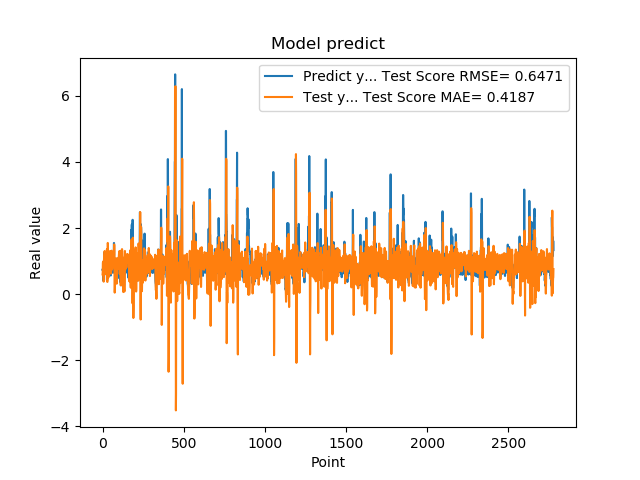 Model predict
Predict y... Test Score RMSE= 0.6471
Test y... Test Score MAE= 0.4187
6
4
2
0
−2
−4
Real value
0 500 1000 1500 2000 2500
Point